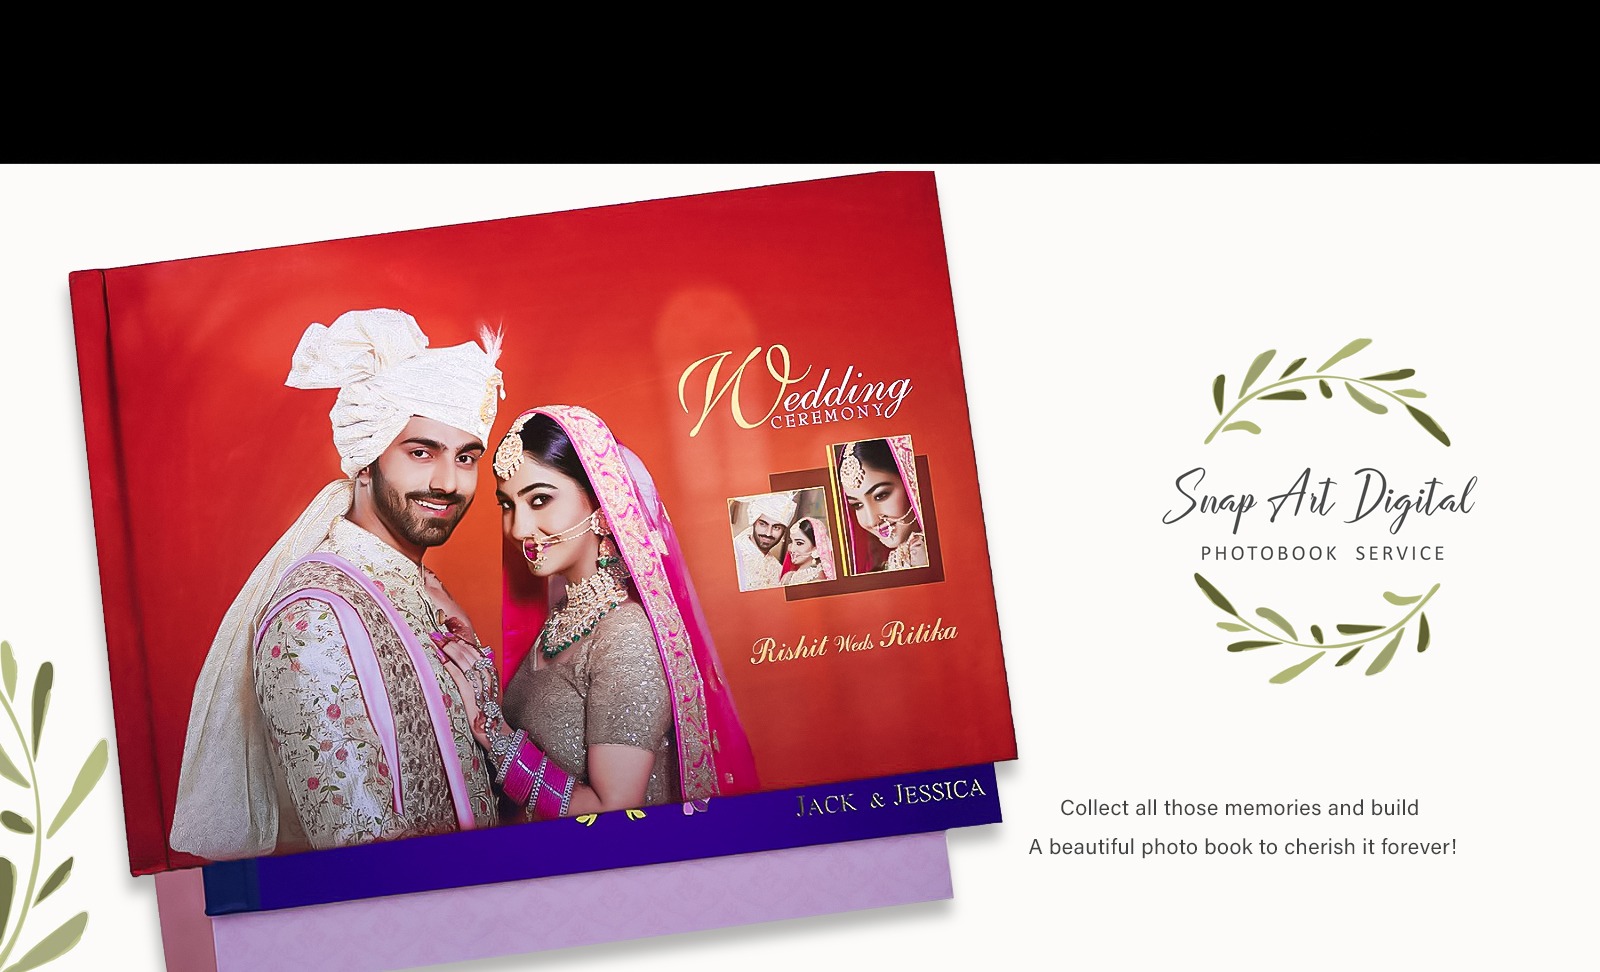 Wedding
CEREMONY
Rishit Weds Ritika
JACK & JESSICA
Snap Art Digital
PHOTOBOOK SERVICE
Collect all those memories and build
A beautiful photo book to cherish it forever!